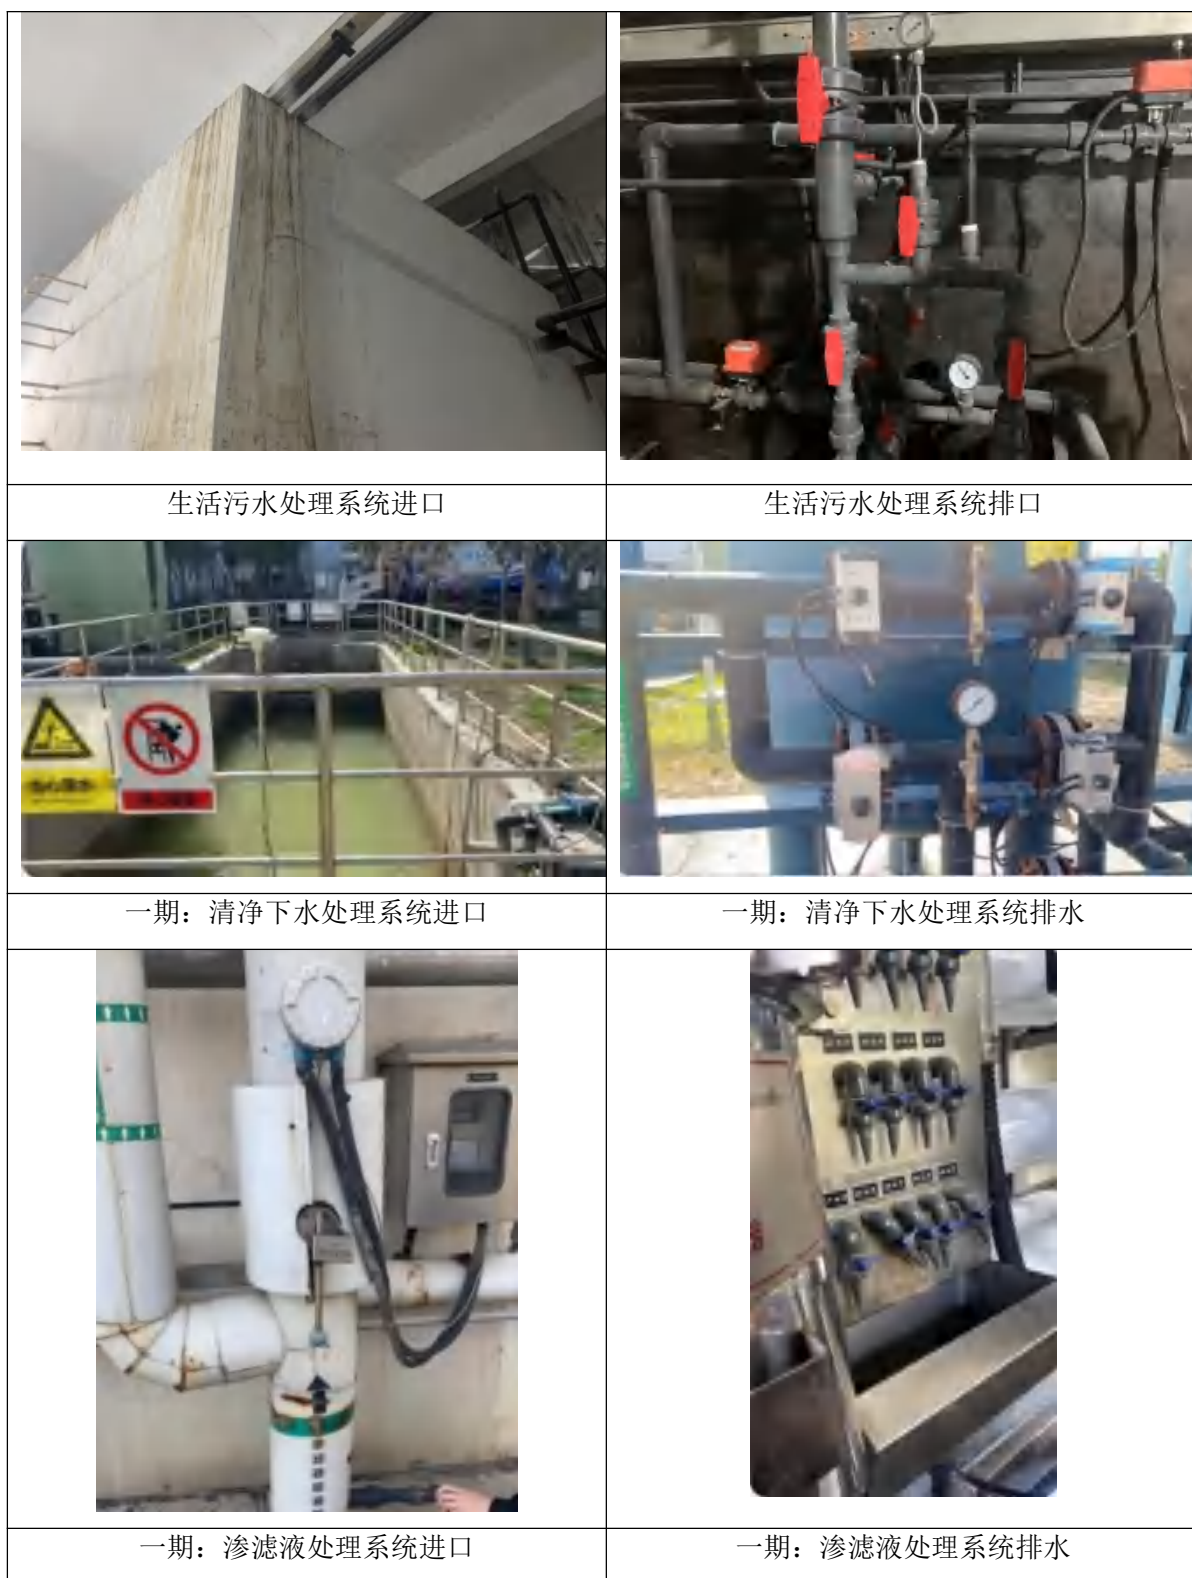 生活污水处理系统进口
生活污水处理系统排口
一期：清净下水处理系统进口
一期：清净下水处理系统排水
一期：渗滤液处理系统进口
一期：渗滤液处理系统排水